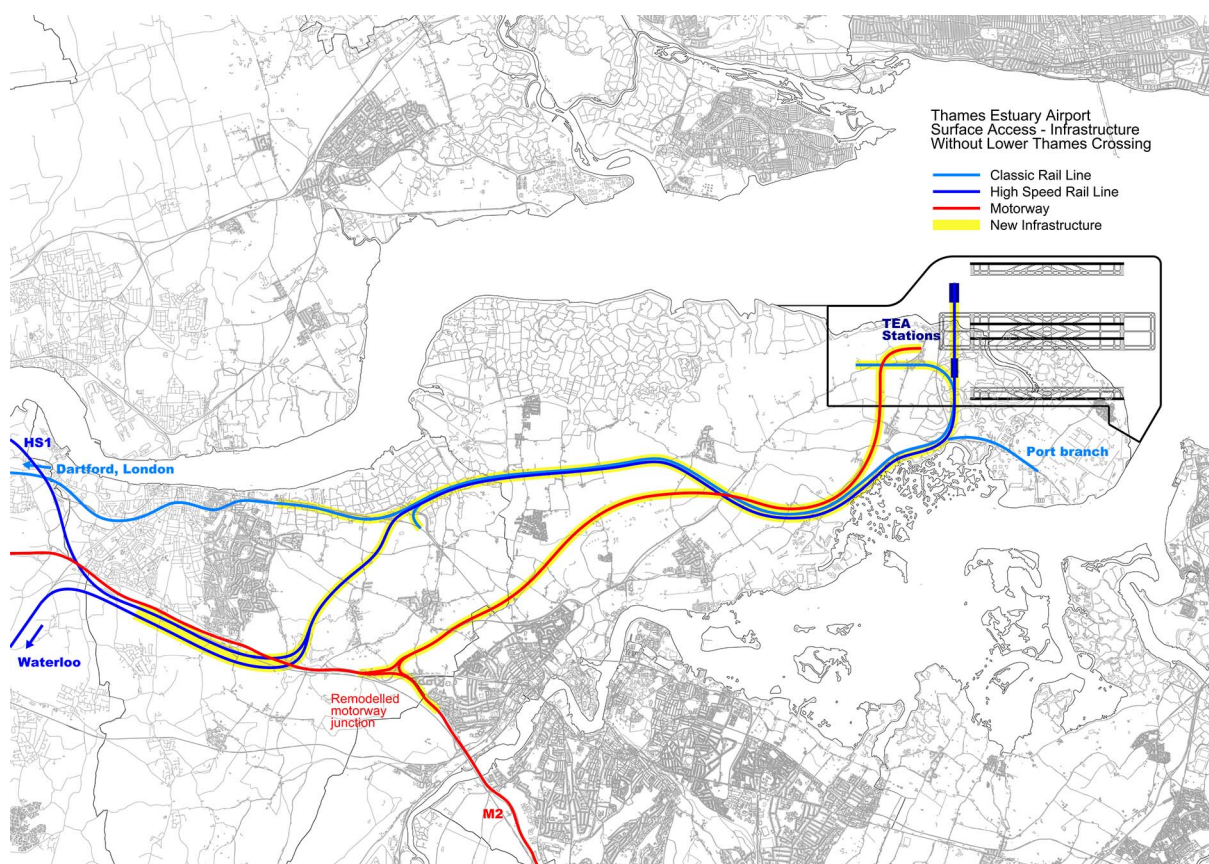 Thames Estuary Airport
Surface Access - Infrastructure
Without Lower Thames Crossing
Classic Rail Line
High Speed Rail Line
Motorway
New Infrastructure
TEA
Stations
HS1
Dartford, London
Port branch
Waterloo
Remodelled
motorway
junction
M2